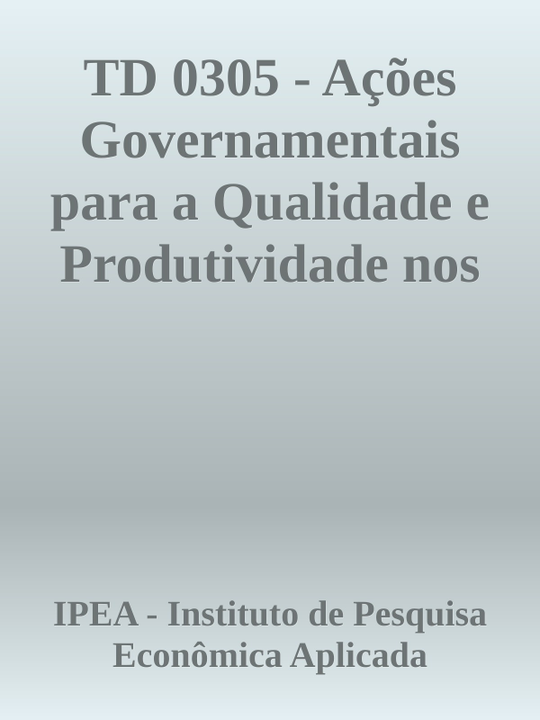 TD 0305 - Ações
Governamentais
para a Qualidade e
Produtividade nos
IPEA - Instituto de Pesquisa
Econômica Aplicada